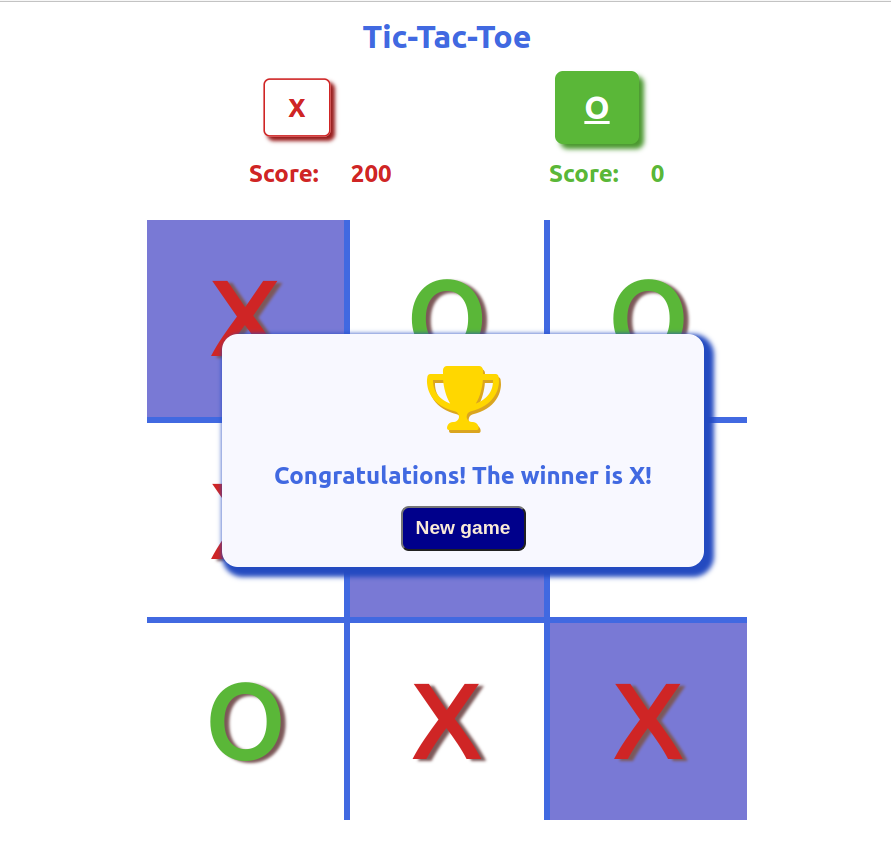 Tic-Tac-Toe
X O
Score: 200 Score: 0
X O O
X
Congratulations! The winner is X!
New game
O X X